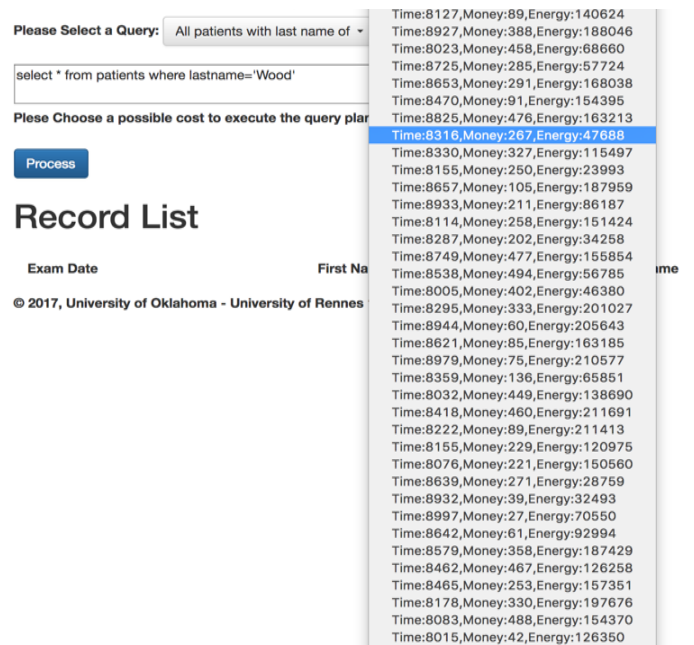 Please Select a Query: All patients with last name of
select * from patients where lastname='Wood'
Plese Choose a possible cost to execute the query plan
Process
Record List
Exam Date First Na ame
© 2017, University of Oklahoma - University of Rennes
Time:8127,Money:89,Energy:140624
Time:8927,Money:388,Energy:188046
Time:8023,Money:458,Energy:68660
Time:8725,Money:285,Energy:57724
Time:8653,Money:291,Energy:168038
Time:8470,Money:91,Energy:154395
Time:8825,Money:476,Energy:163213
Time:8316,Money:267,Energy:47688
Time:8330,Money:327,Energy:115497
Time:8155,Money:250,Energy:23993
Time:8657,Money:105,Energy:187959
Time:8933,Money:211,Energy:86187
Time:8114,Money:258,Energy:151424
Time:8287,Money:202,Energy:34258
Time:8749,Money:477,Energy:155854
Time:8538,Money:494,Energy:56785
Time:8005,Money:402,Energy:46380
Time:8295,Money:333,Energy:201027
Time:8944,Money:60,Energy:205643
Time:8621,Money:85,Energy:163185
Time:8979,Money:75,Energy:210577
Time:8359,Money:136,Energy:65851
Time:8032,Money:449,Energy:138690
Time:8418,Money:460,Energy:211691
Time:8222,Money:89,Energy:211413
Time:8155,Money:229,Energy:120975
Time:8076,Money:221,Energy:150560
Time:8639,Money:271,Energy:28759
Time:8932,Money:39,Energy:32493
Time:8997,Money:27,Energy:70550
Time:8642,Money:61,Energy:92994
Time:8579,Money:358,Energy:187429
Time:8462,Money:467,Energy:126258
Time:8465,Money:253,Energy:157351
Time:8178,Money:330,Energy:197676
Time:8083,Money:488,Energy:154370
Time:8015,Money:42,Energy:126350